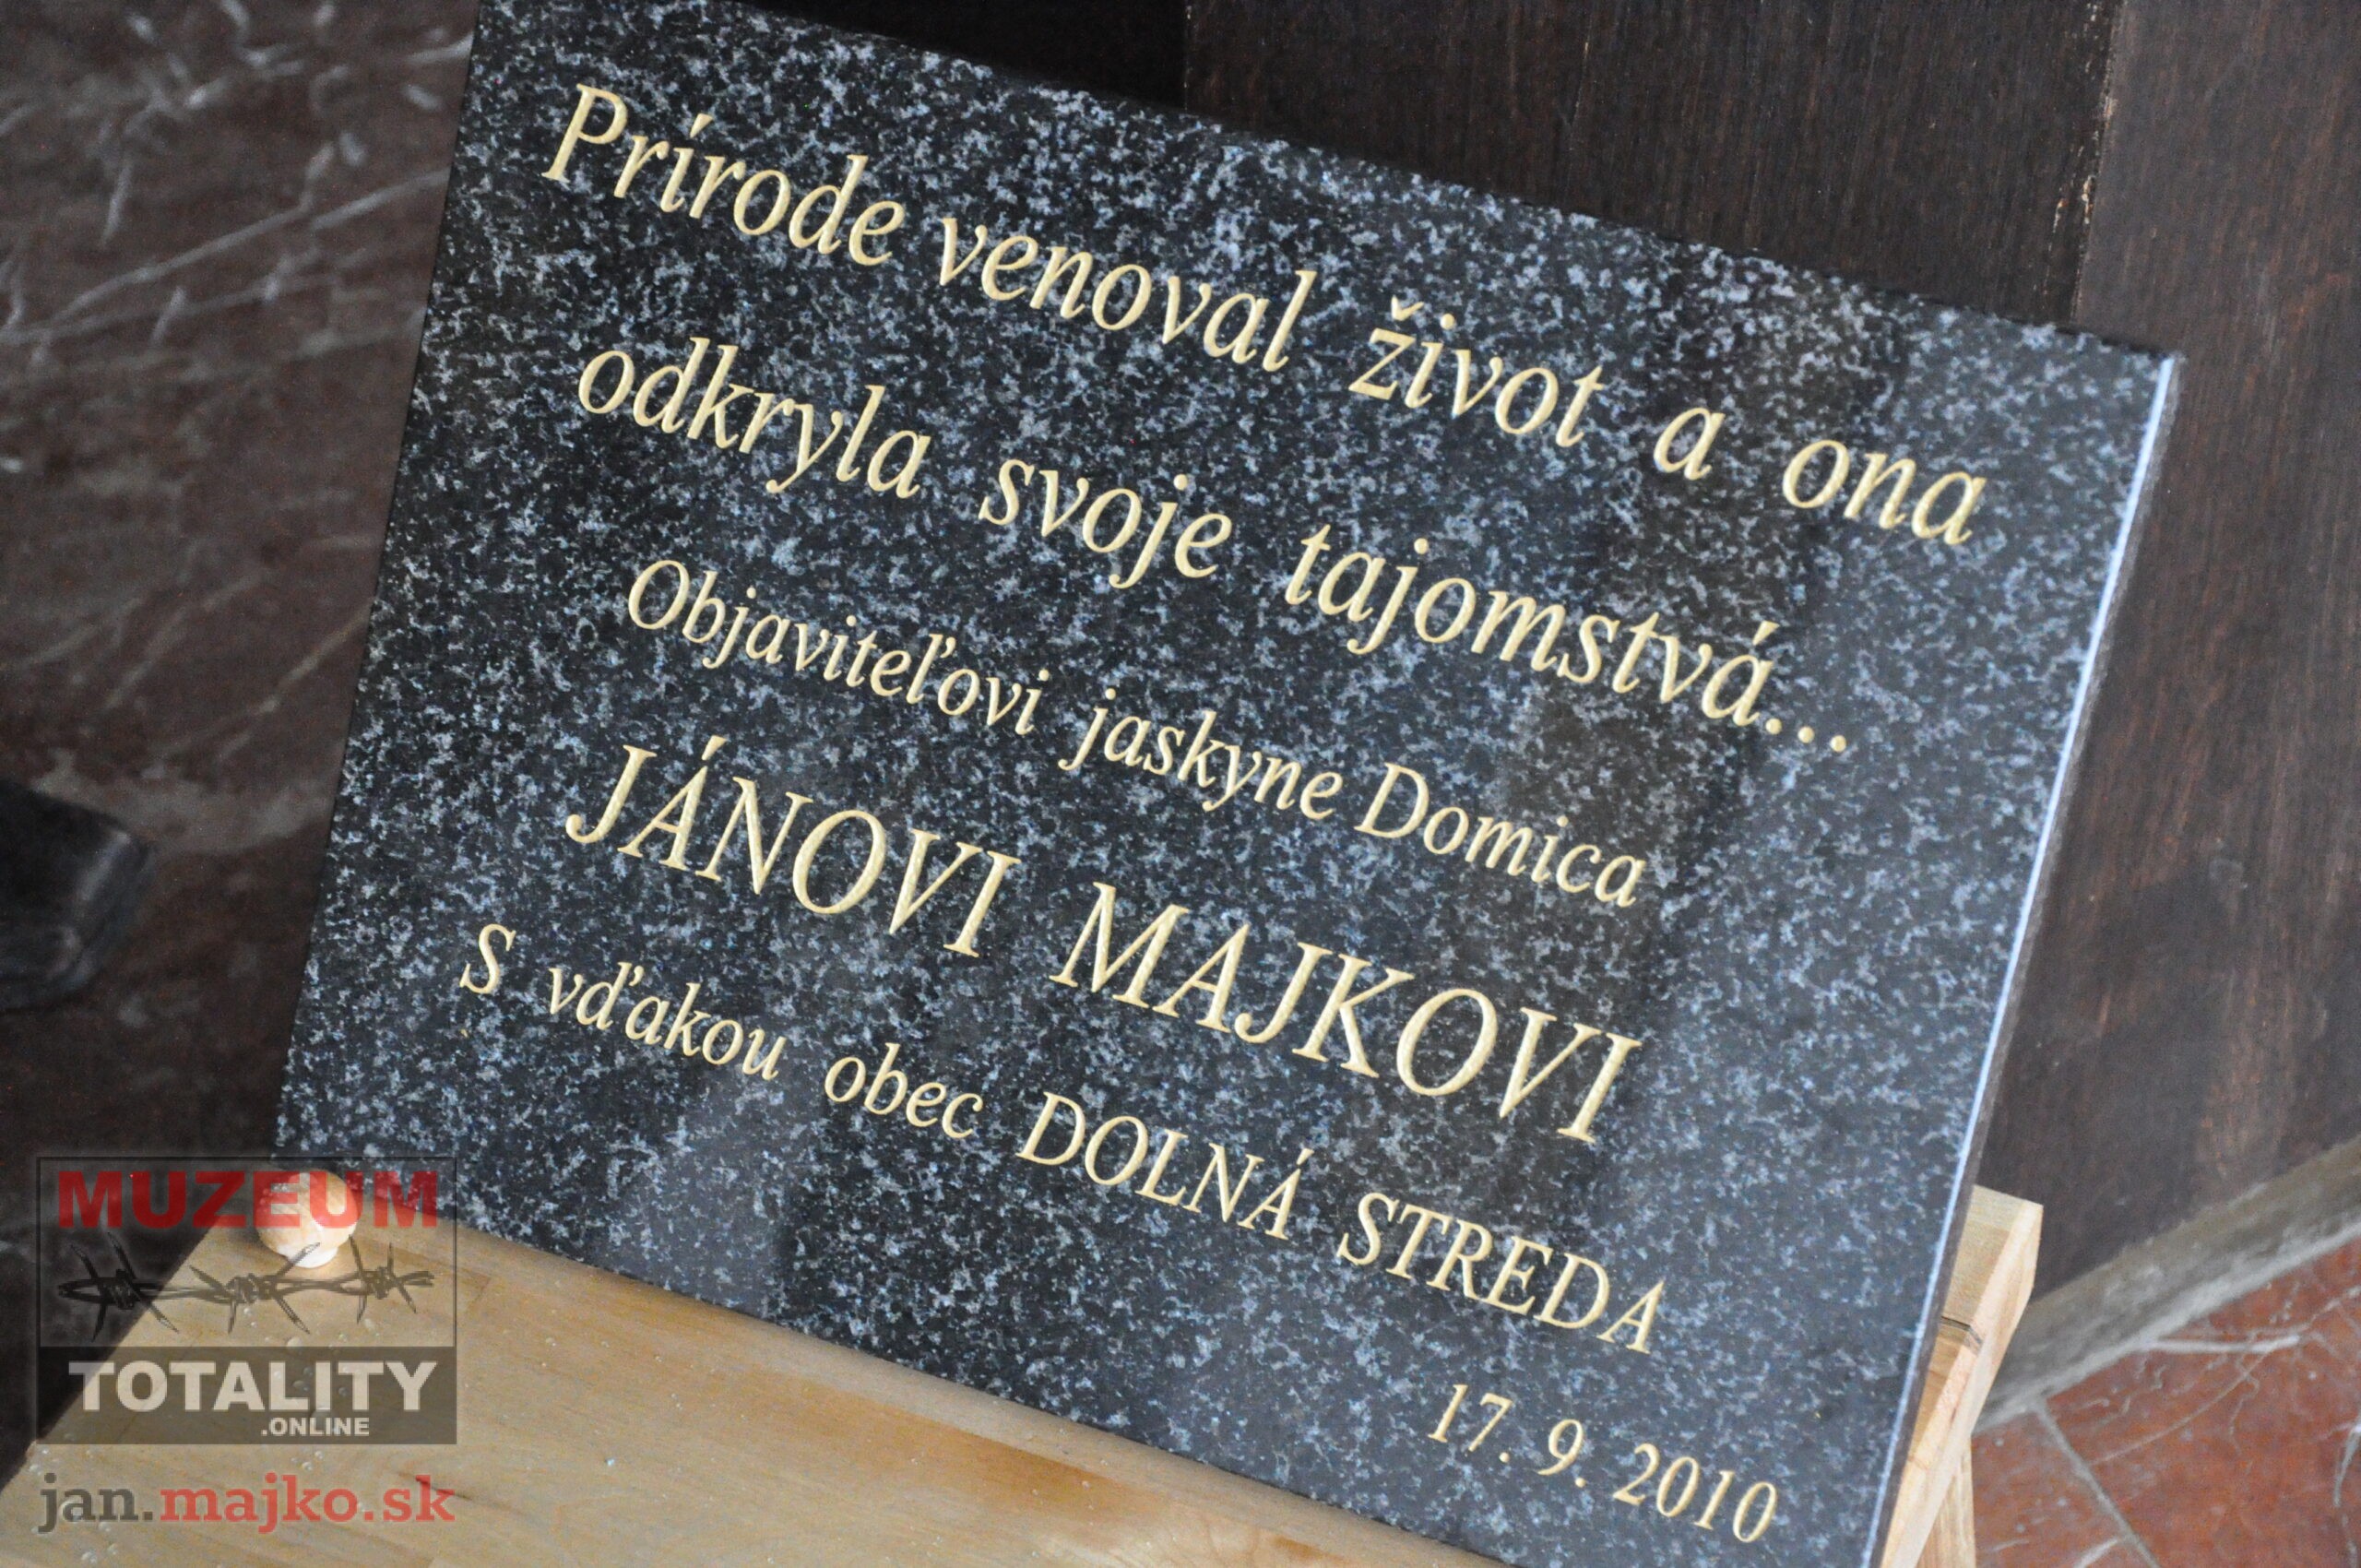 Prírode venoval život a ona
odkryla svoje tajomstvá...
Objaviteľovi jaskyne Domica
JÁNOVI MAJKOVI
S vďakou obec DOLNÁ STREDA
17. 9. 2010
MUZEUM
TOTALITY
.ONLINE
jan.majko.sk